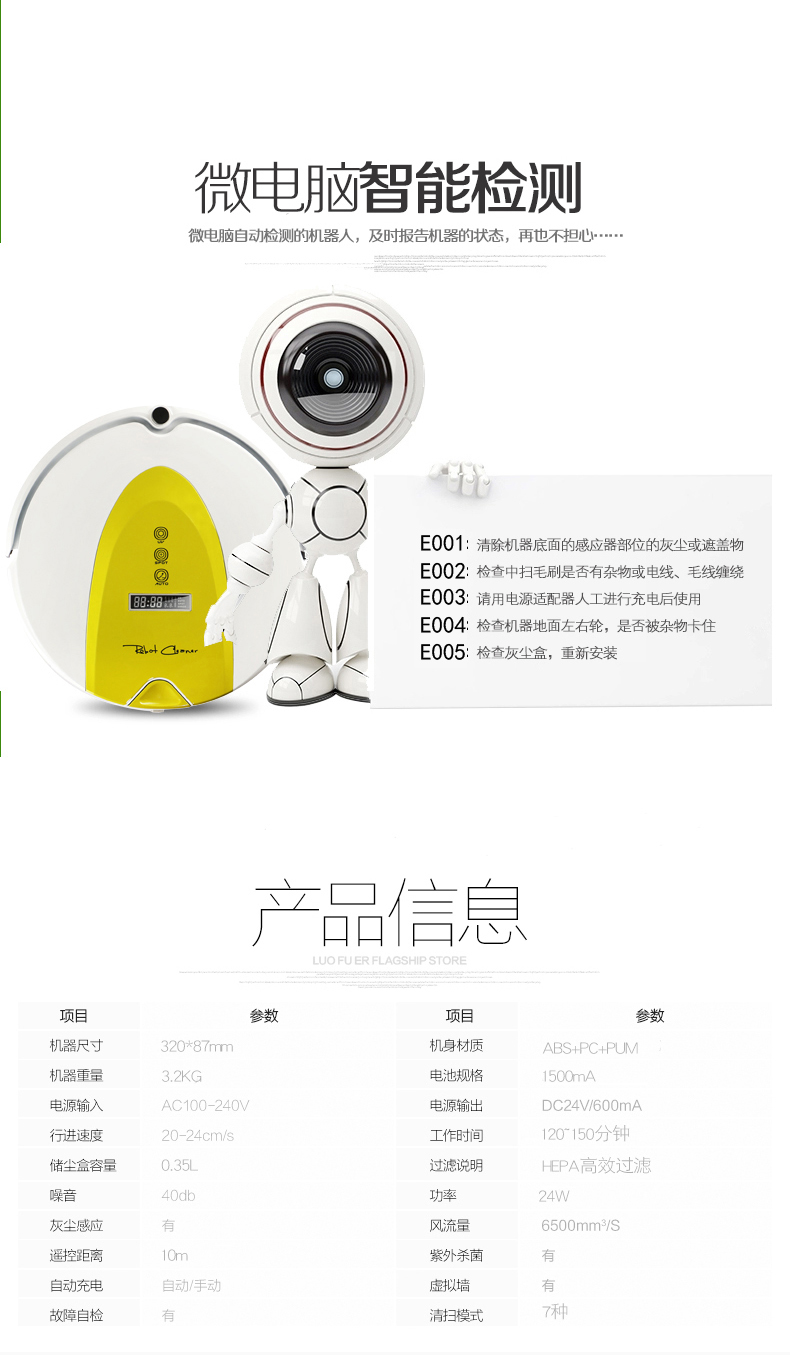 微电脑智能检测
微电脑自动检测的机器人，及时报告机器的状态，再也不担心……
UP
SPOT
AUTO
88:88
Robot Cleaner
E001: 清除机器底面的感应器部位的灰尘或遮盖物
E002: 检查中扫毛刷是否有杂物或电线、毛线缠绕
E003: 请用电源适配器人工进行充电后使用
E004: 检查机器地面左右轮，是否被杂物卡住
E005: 检查灰尘盒，重新安装
产品信息
LUO FU ER FLAGSHIP STORE
项目 参数 项目 参数
机器尺寸 320*87mm 机身材质 ABS+PC+PUM
机器重量 3.2KG 电池规格 1500mA
电源输入 AC100-240V 电源输出 DC24V/600mA
行进速度 20-24cm/s 工作时间 120~150分钟
储尘盒容量 0.35L 过滤说明 HEPA高效过滤
噪音 40db 功率 24W
灰尘感应 有 风流量 6500mm³/S
遥控距离 10m 紫外杀菌 有
自动充电 自动/手动 虚拟墙 有
故障自检 有 清扫模式 7种